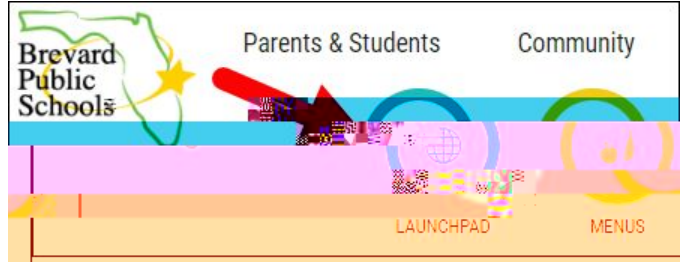 Brevard
Public
Schools
Parents & Students
Community
LAUNCHPAD
MENUS